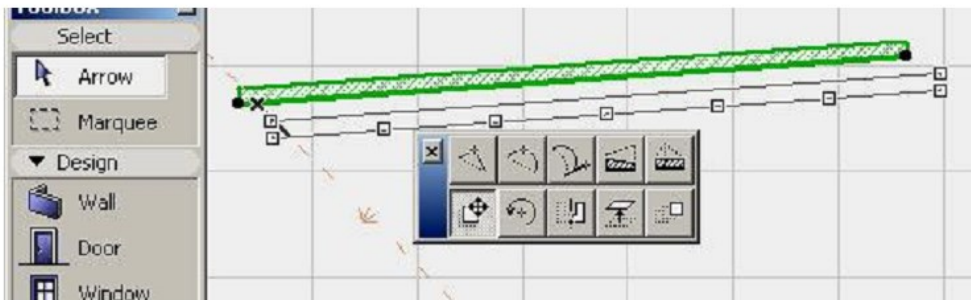 Toolbox
Select
Arrow
Marquee
Design
Wall
Door
Window